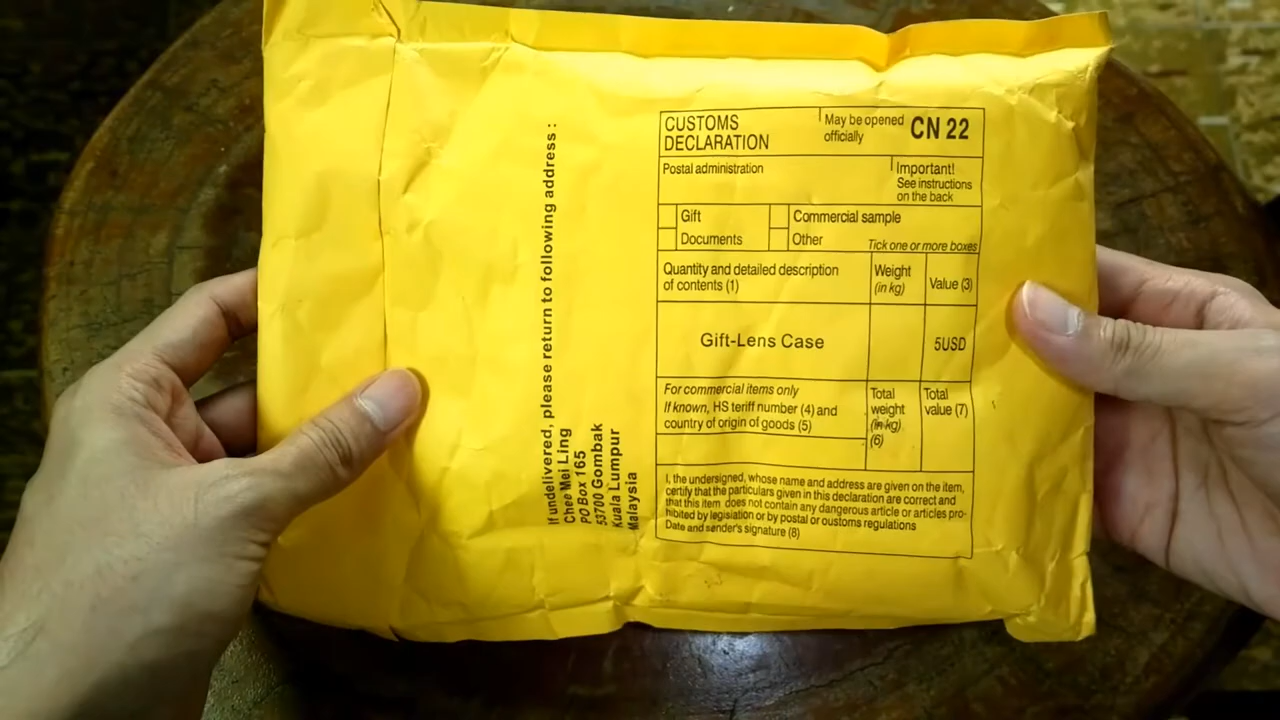 If undelivered, please return to following address :
Chee Mei Ling
PO Box 165
53700 Gombak
Kuala Lumpur
Malaysia
CUSTOMS
DECLARATION
May be opened
officially
CN 22
Postal administration
Important!
See instructions
on the back
Gift
Commercial sample
Documents
Other
Tick one or more boxes
Quantity and detailed description
of contents (1)
Weight
(in kg)
Value (3)
Gift-Lens Case
5USD
For commercial items only
If known, HS teriff number (4) and
country of origin of goods (5)
Total
weight
(in kg)
(6)
Total
value (7)
I, the undersigned, whose name and address are given on the item,
certify that the particulars given in this declaration are correct and
that this item does not contain any dangerous article or articles pro-
hibited by legisiation or by postal or oustoms regulations
Date and sender's signature (8)